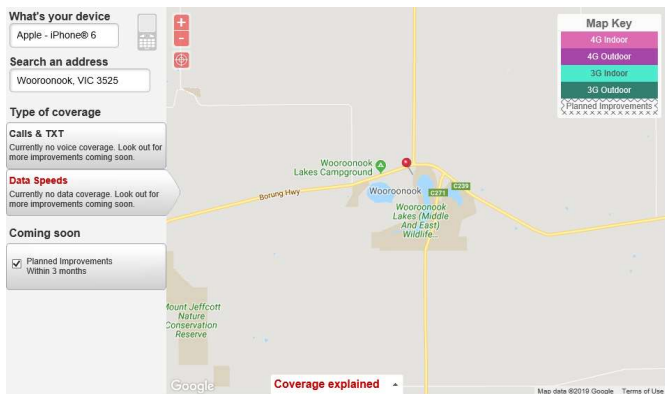 What's your device
Apple - iPhone® 6
Search an address
Wooroonook, VIC 3525
Type of coverage
Calls & TXT
Currently no voice coverage. Look out for
more improvements coming soon.
Data Speeds
Currently no data coverage. Look out for
more improvements coming soon.
Coming soon
Planned Improvements
Within 3 months
+
-
Map Key
4G Indoor
4G Outdoor
3G Indoor
3G Outdoor
Planned Improvements
Wooroonook
Lakes Campground
Borung Hwy
Wooroonook
C271
C239
Wooroonook
Lakes (Middle
And East)
Wildlife...
Mount Jeffcott
Nature
Conservation
Reserve
Google
Coverage explained
Map data ©2019 Google
Terms of Use